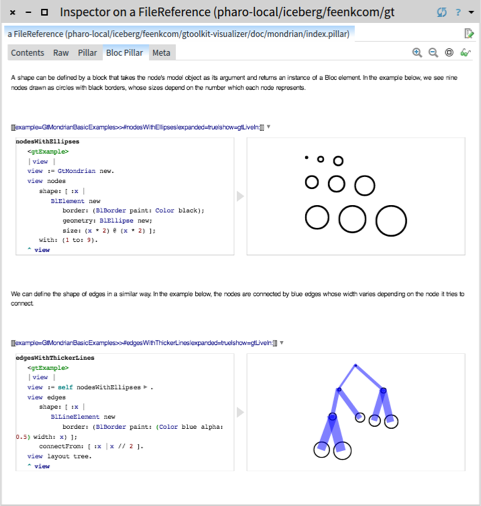 Inspector on a FileReference (pharo-local/iceberg/feenkcom/gt
a FileReference (pharo-local/iceberg/feenkcom/gtoolkit-visualizer/doc/mondrian/index.pillar)
Contents Raw Pillar Bloc Pillar Meta
A shape can be defined by a block that takes the node's model object as its argument and returns an instance of a Bloc element. In the example below, we see nine
nodes drawn as circles with black borders, whose sizes depend on the number which each node represents.
[[[example=GtMondrianBasicExamples>>#nodesWithEllipses|expanded=true|show=gtLiveIn:]]]
nodesWithEllipses
<gtExample>
| view |
view := GtMondrian new.
view nodes
shape: [ :x |
BlElement new
border: (BlBorder paint: Color black);
geometry: BlEllipse new;
size: (x * 2) @ (x * 2) ];
with: (1 to: 9).
^ view
We can define the shape of edges in a similar way. In the example below, the nodes are connected by blue edges whose width varies depending on the node it tries to
connect.
[[[example=GtMondrianBasicExamples>>#edgesWithThickerLines|expanded=true|show=gtLiveIn:]]]
edgesWithThickerLines
<gtExample>
| view |
view := self nodesWithEllipses .
view edges
shape: [ :x |
BlLineElement new
border: (BlBorder paint: (Color blue alpha:
0.5) width: x) ];
connectFrom: [ :x | x // 2 ].
view layout tree.
^ view